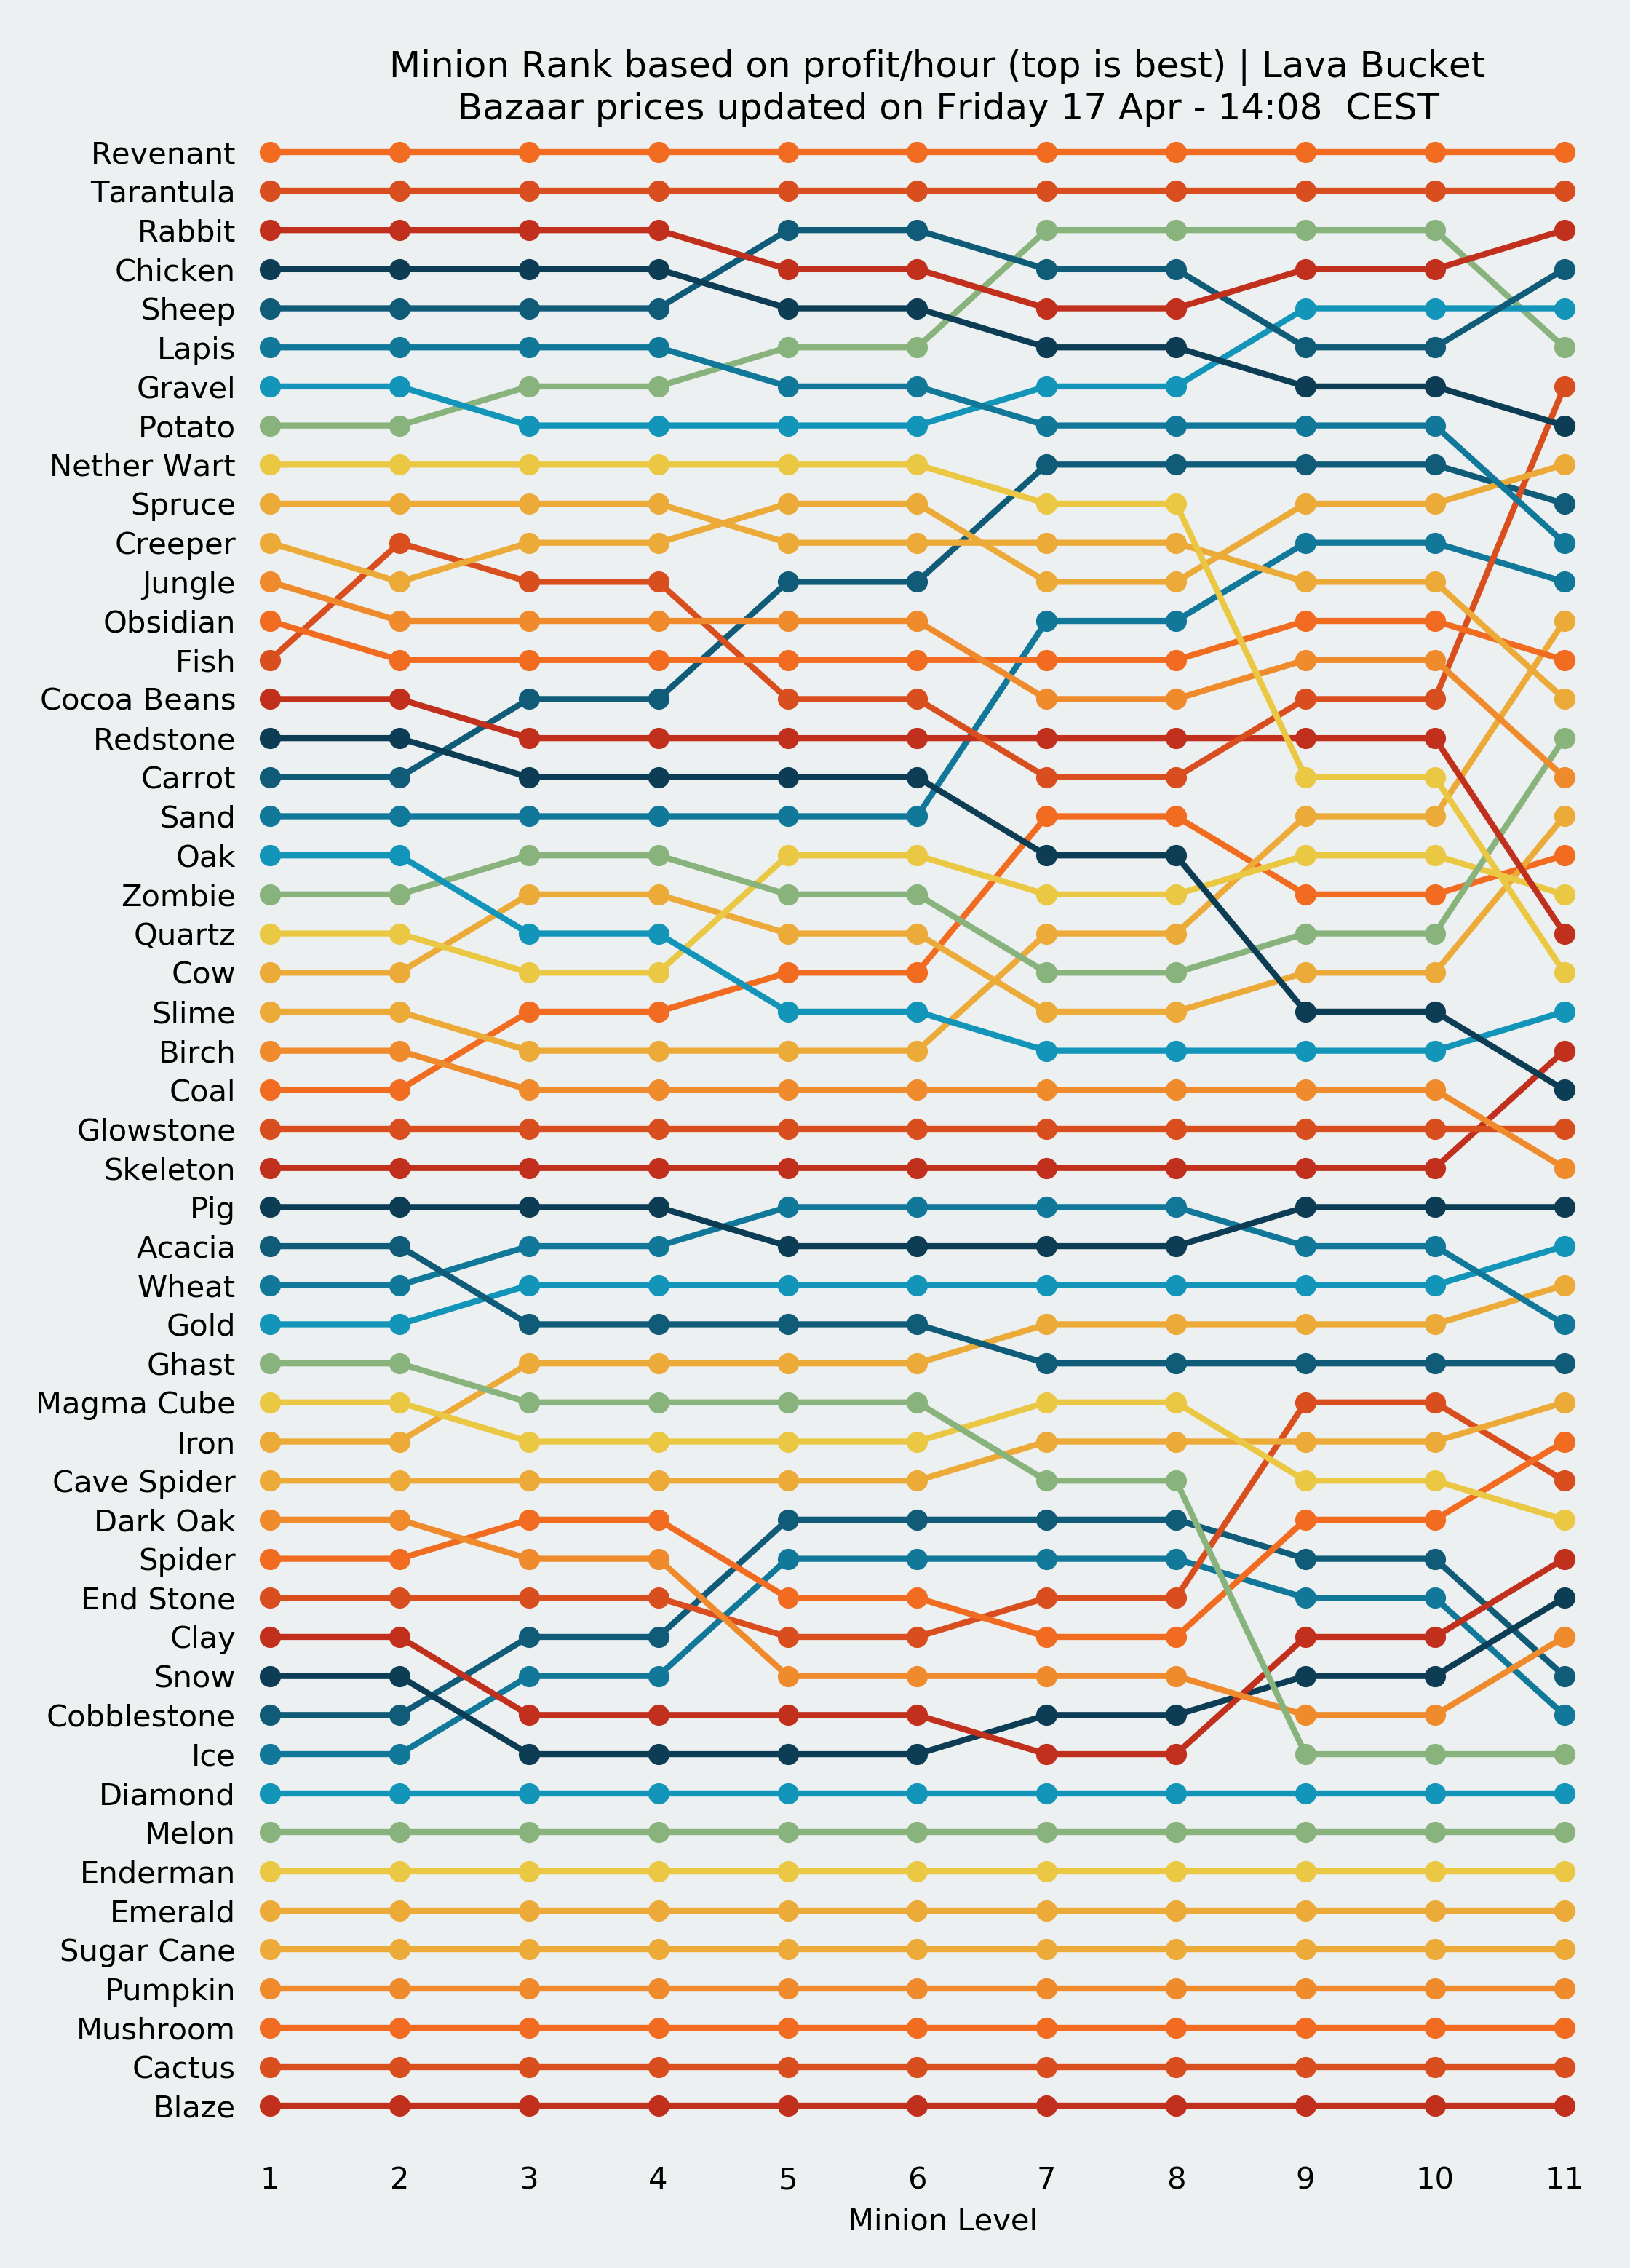 Minion Rank based on profit/hour (top is best) | Lava Bucket
Bazaar prices updated on Friday 17 Apr - 14:08  CEST
Revenant
Tarantula
Rabbit
Chicken
Sheep
Lapis
Gravel
Potato
Nether Wart
Spruce
Creeper
Jungle
Obsidian
Fish
Cocoa Beans
Redstone
Carrot
Sand
Oak
Zombie
Quartz
Cow
Slime
Birch
Coal
Glowstone
Skeleton
Pig
Acacia
Wheat
Gold
Ghast
Magma Cube
Iron
Cave Spider
Dark Oak
Spider
End Stone
Clay
Snow
Cobblestone
Ice
Diamond
Melon
Enderman
Emerald
Sugar Cane
Pumpkin
Mushroom
Cactus
Blaze
1 2 3 4 5 6 7 8 9 10 11
Minion Level